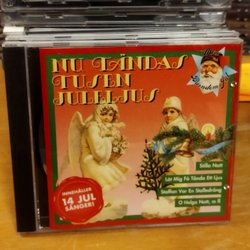 NU TÄNDAS
TUSEN
JULELJUS
INNEHÅLLER
14 JUL
SÅNGER!
Stilla Natt
Låt Mig Få Tända Ett Ljus
Staffan Var En Stalledräng
O Helga Natt, m fl